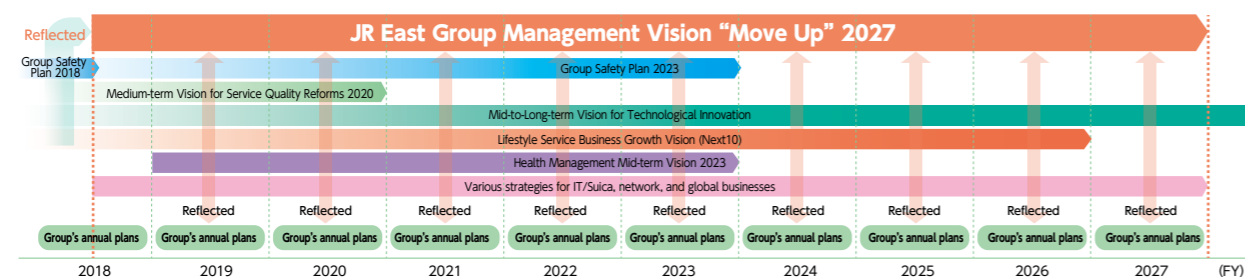 Reflected
JR East Group Management Vision “Move Up” 2027
Group Safety
Plan 2018
Group Safety Plan 2023
Medium-term Vision for Service Quality Reforms 2020
Mid-to-Long-term Vision for Technological Innovation
Lifestyle Service Business Growth Vision (Next10)
Health Management Mid-term Vision 2023
Various strategies for IT/Suica, network, and global businesses
Reflected Reflected Reflected Reflected Reflected Reflected Reflected Reflected Reflected
Group's annual plans Group's annual plans Group's annual plans Group's annual plans Group's annual plans Group's annual plans Group's annual plans Group's annual plans Group's annual plans Group's annual plans
2018 2019 2020 2021 2022 2023 2024 2025 2026 2027 (FY)